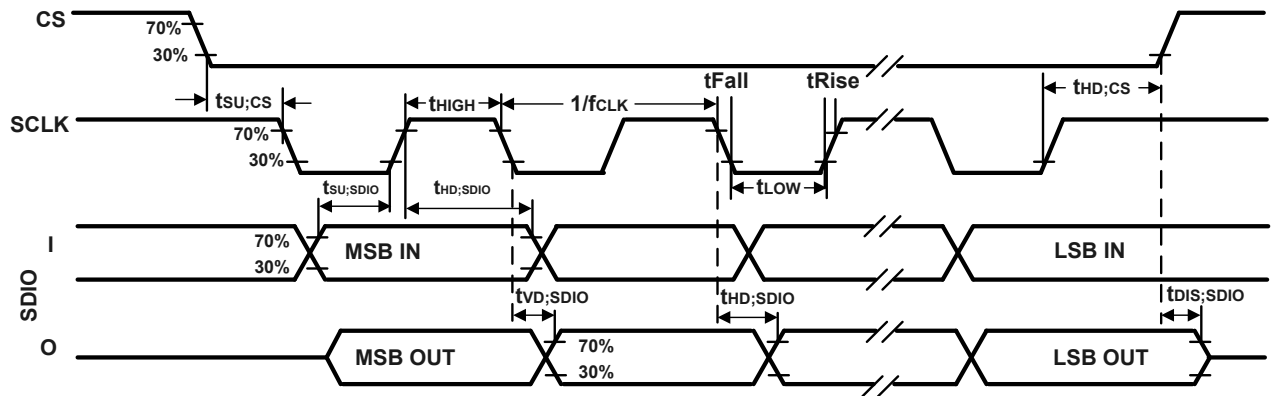 CS
70%
30%
tFall
tRise
tSU;CS
tHIGH
1/fCLK
tHD;CS
SCLK
70%
30%
tSU;SDIO
tHD;SDIO
tLOW
SDIO
I
70%
30%
MSB IN
LSB IN
tVD;SDIO
tHD;SDIO
tDIS;SDIO
O
MSB OUT
70%
30%
LSB OUT